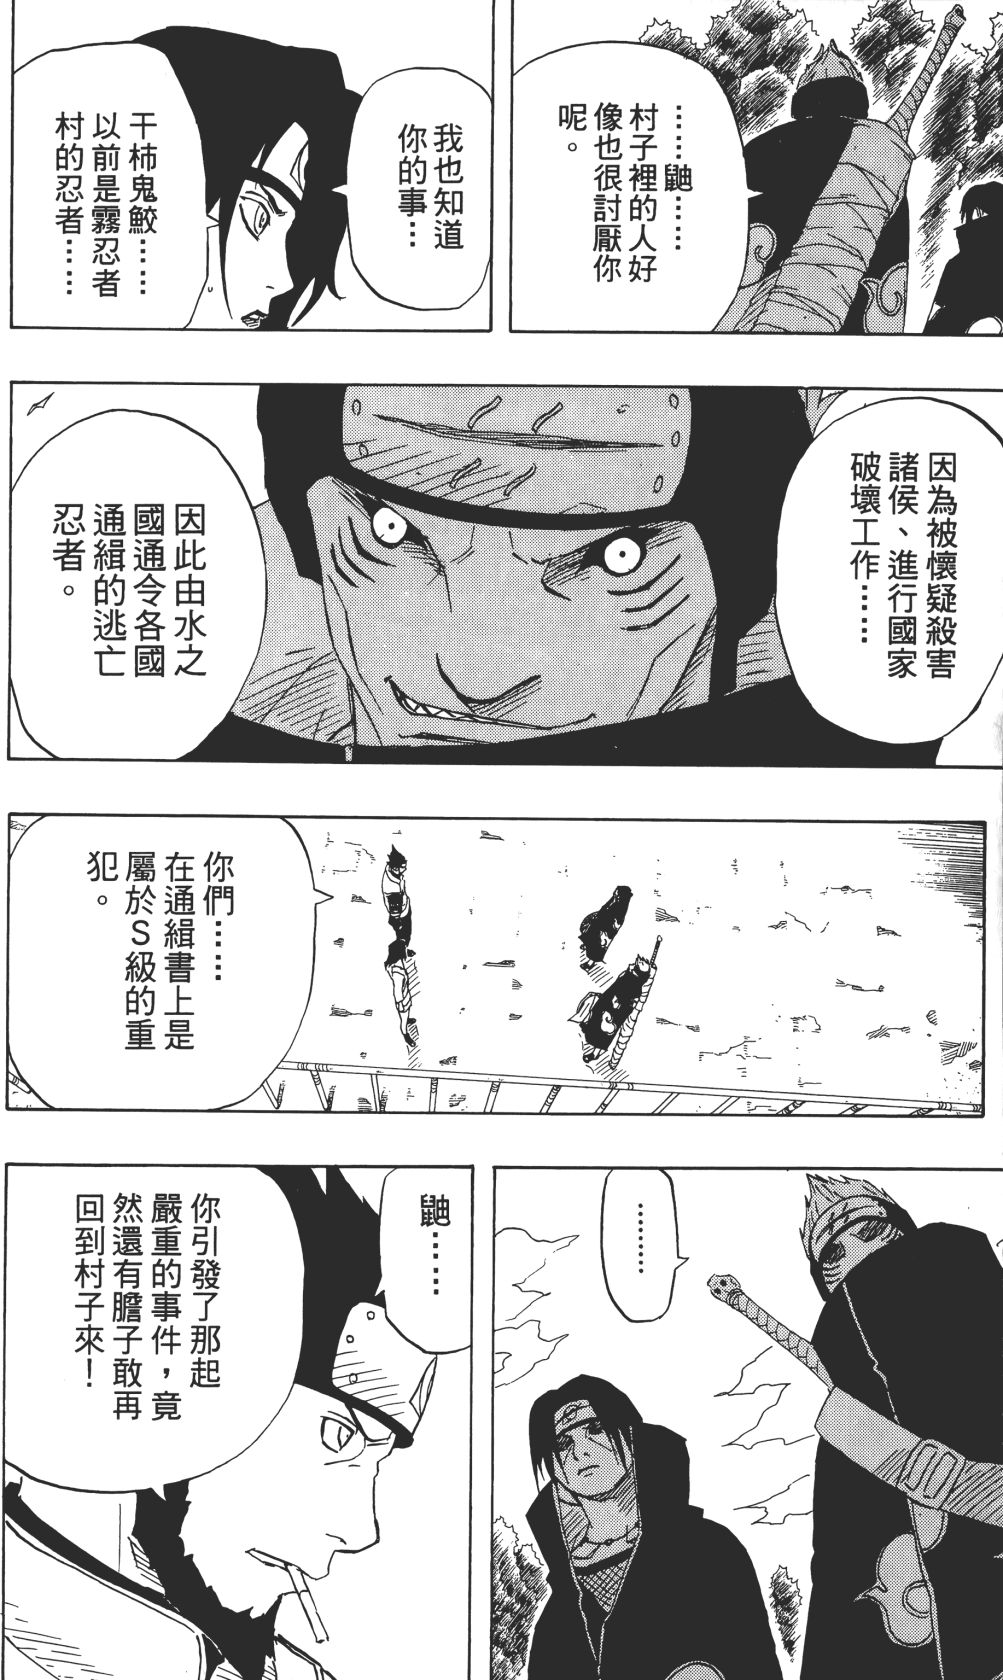 ……鼬……
村子裡的人好
像也很討厭你
呢。
我也知道
你的事…
干柿鬼鮫……
以前是霧忍者
村的忍者……
因為被懷疑殺害
諸侯、進行國家
破壞工作……
因此由水之
國通令各國
通緝的逃亡
忍者。
你們……
在通緝書上是
屬於S級的重
犯。
………
鼬……
你引發了那起
嚴重的事件，竟
然還有膽子敢再
回到村子來！